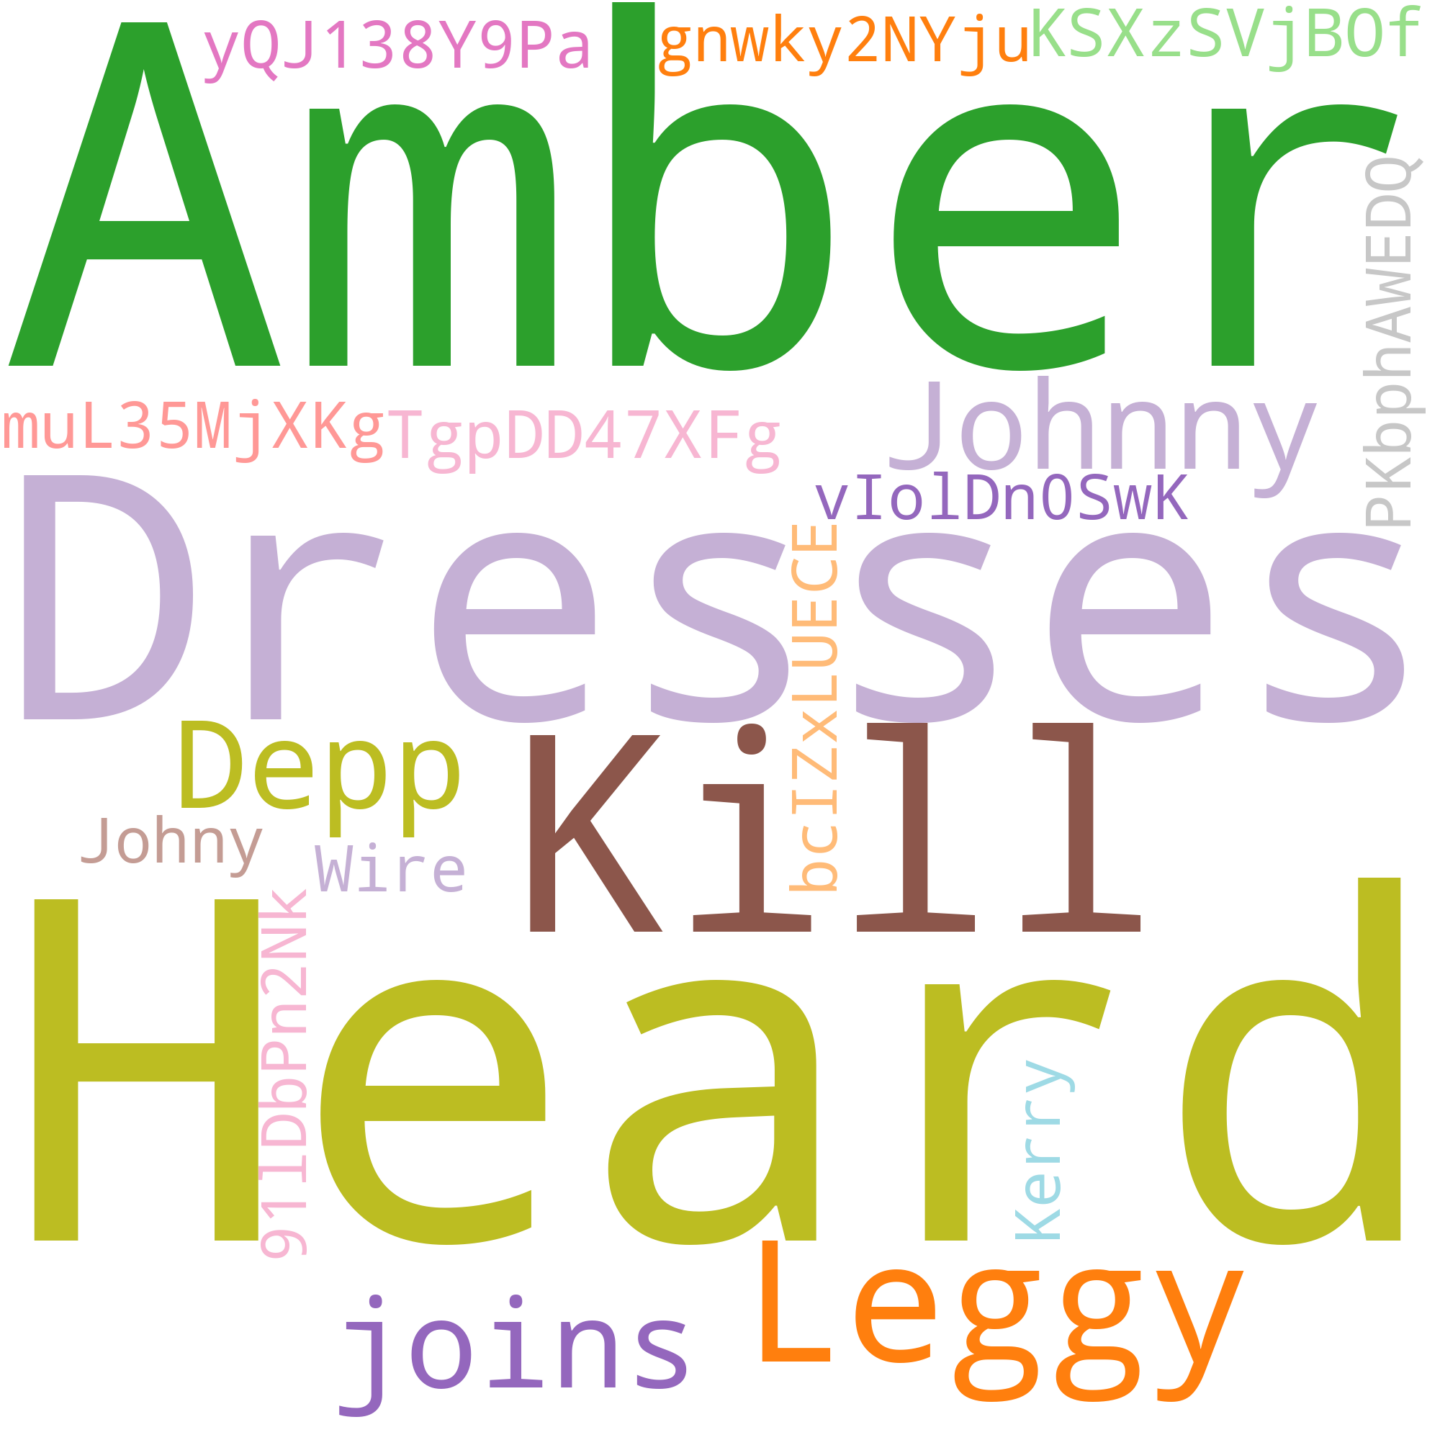 yQJ138Y9Pa
gnwky2NYju
KSXzSVjBOf
Amber
PKbphAWEDQ
muL35MjXKg
TgpDD47XFg
Johnny
vIolDn0SwK
Dresses
bcIZxLUECE
Depp
Kill
Johny
Wire
Heard
91lDbPn2Nk
Kerry
Leggy
joins